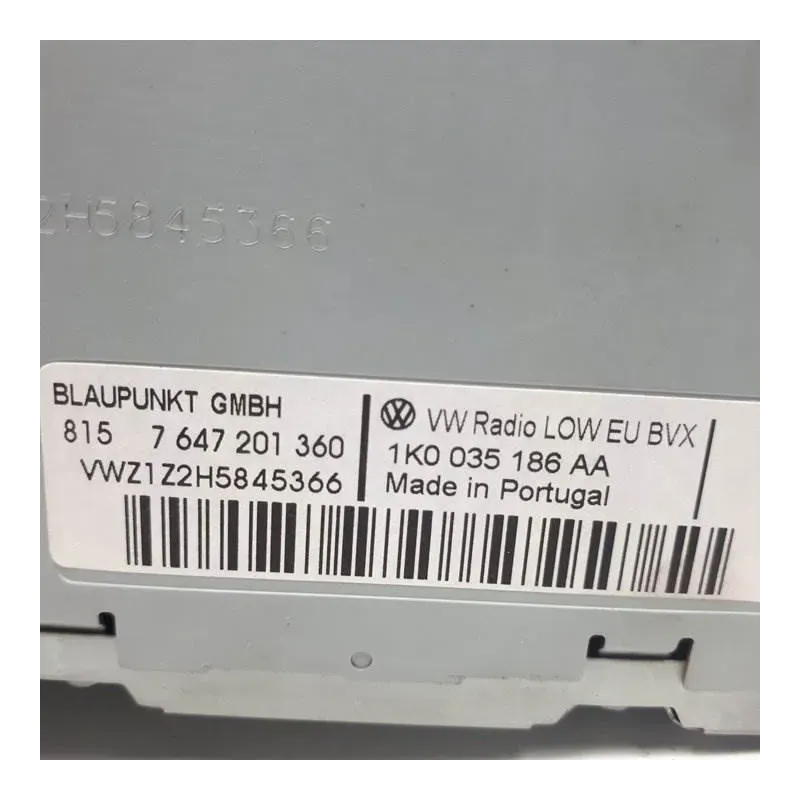 2H5845366
BLAUPUNKT GMBH
815 7 647 201 360
VWZ1Z2H5845366
VW Radio LOW EU BVX
1K0 035 186 AA
Made in Portugal